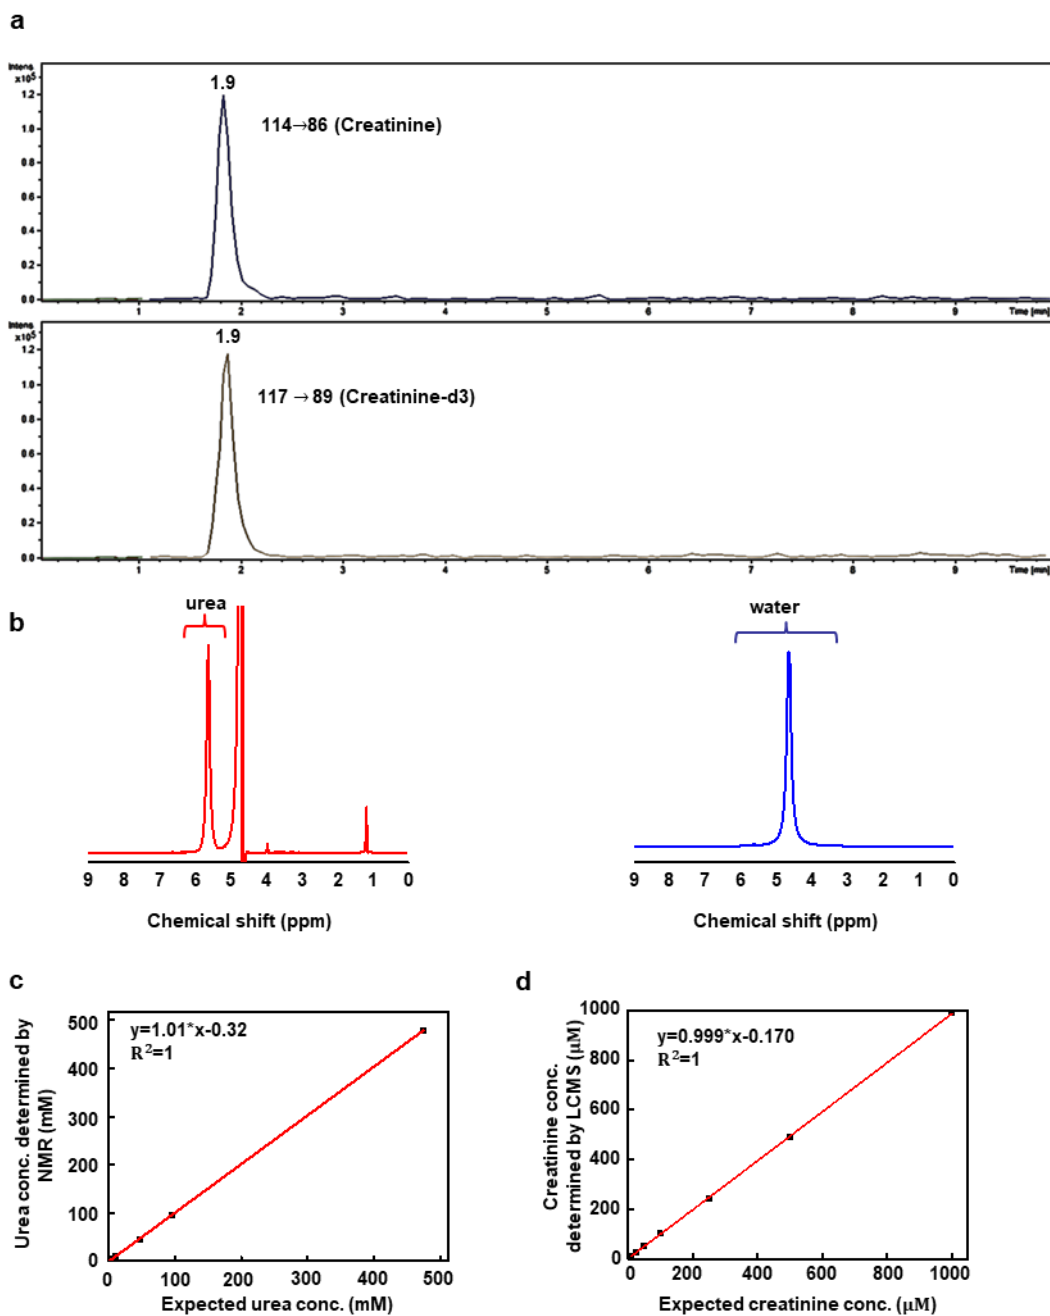 a
Intens.
x10⁵
1.2
1.0
0.8
0.6
0.4
0.2
0.0
1.9
114→86 (Creatinine)
1 2 3 4 5 6 7 8 9 Time [min]
Intens.
x10⁵
1.2
1.0
0.8
0.6
0.4
0.2
0.0
1.9
117 →89 (Creatinine-d3)
1 2 3 4 5 6 7 8 9 Time [min]
b
urea
9 8 7 6 5 4 3 2 1 0
Chemical shift (ppm)
water
9 8 7 6 5 4 3 2 1 0
Chemical shift (ppm)
c
Urea conc. determined by
NMR (mM)
500
400
300
200
100
0
y=1.01*x-0.32
R²=1
0 100 200 300 400 500
Expected urea conc. (mM)
d
Creatinine conc.
determined by LCMS (µM)
1000
800
600
400
200
0
y=0.999*x-0.170
R²=1
0 200 400 600 800 1000
Expected creatinine conc. (µM)